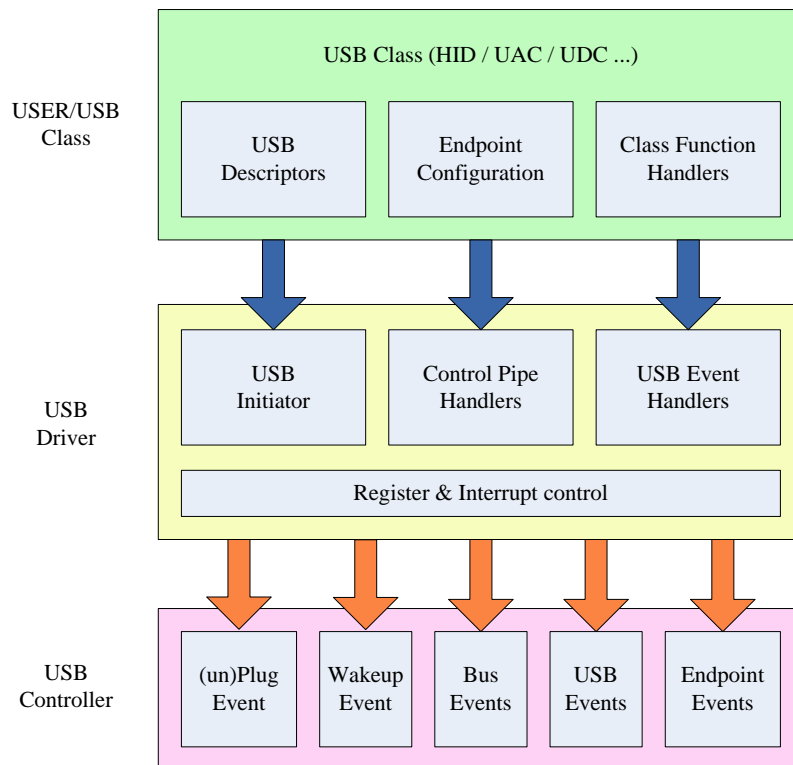 USB Class (HID / UAC / UDC ...)
USER/USB
Class
USB
Descriptors
Endpoint
Configuration
Class Function
Handlers
USB
Driver
USB
Initiator
Control Pipe
Handlers
USB Event
Handlers
Register & Interrupt control
USB
Controller
(un)Plug
Event
Wakeup
Event
Bus
Events
USB
Events
Endpoint
Events